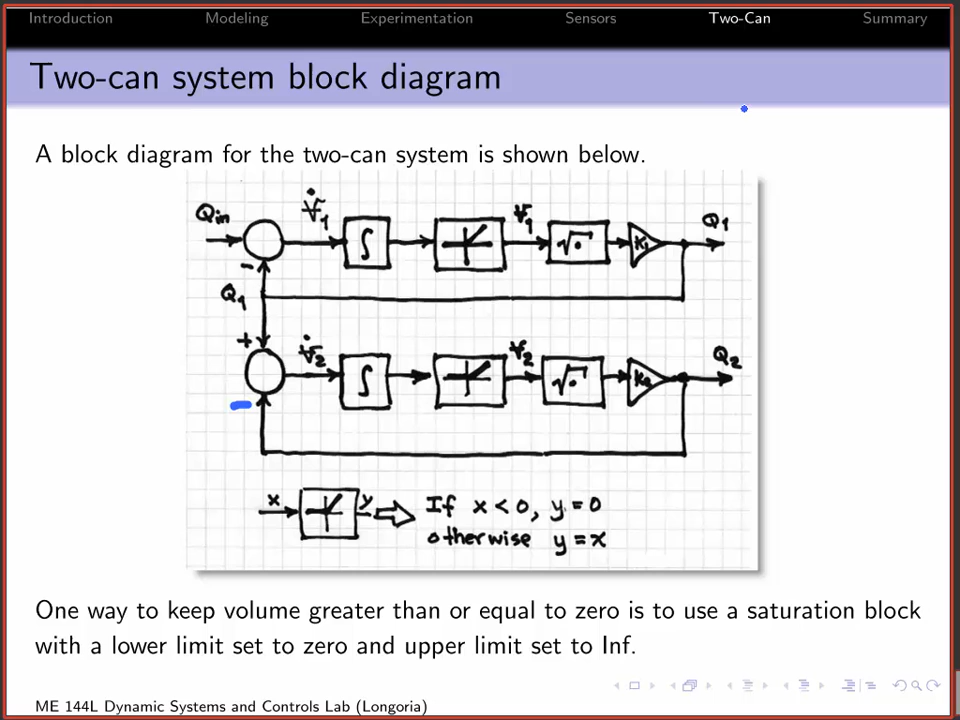 Introduction Modeling Experimentation Sensors Two-Can Summary
Two-can system block diagram
A block diagram for the two-can system is shown below.
Qin V̇1 ∫ V1 √· K1 Q1
-
Q1
+
V̇2 ∫ V2 √· K2 Q2
x y ⇒ If x < 0, y = 0
otherwise y = x
One way to keep volume greater than or equal to zero is to use a saturation block
with a lower limit set to zero and upper limit set to Inf.
ME 144L Dynamic Systems and Controls Lab (Longoria)